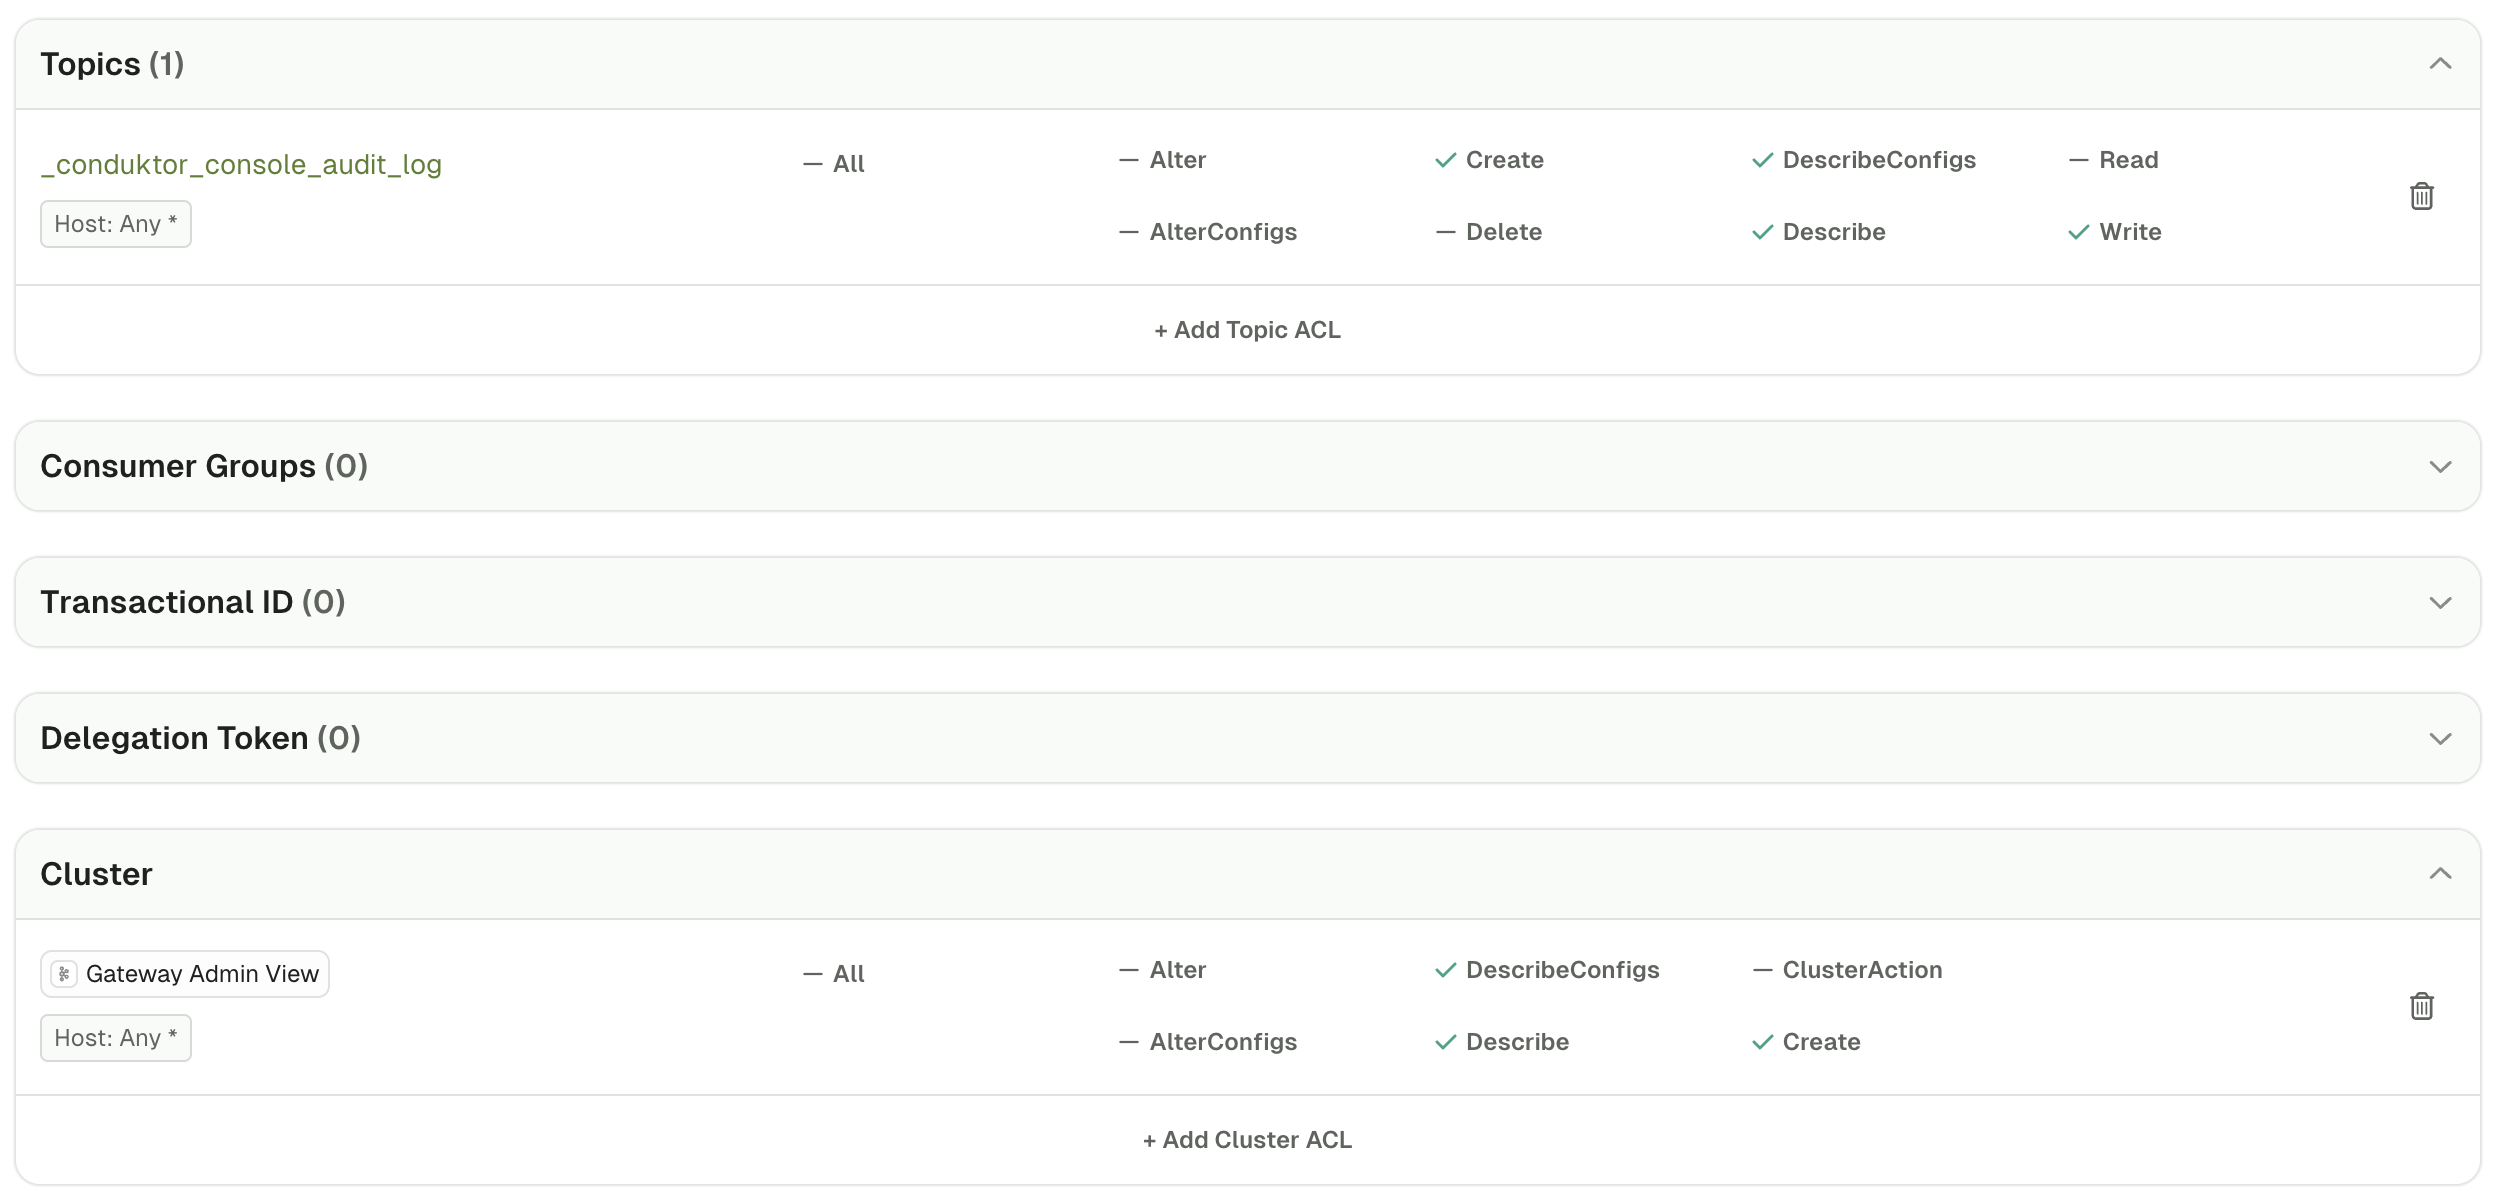 Topics (1)
_conduktor_console_audit_log
Host: Any *
— All
— Alter
Create
DescribeConfigs
— Read
— AlterConfigs
— Delete
Describe
Write
+ Add Topic ACL
Consumer Groups (0)
Transactional ID (0)
Delegation Token (0)
Cluster
Gateway Admin View
Host: Any *
— All
— Alter
DescribeConfigs
— ClusterAction
— AlterConfigs
Describe
Create
+ Add Cluster ACL